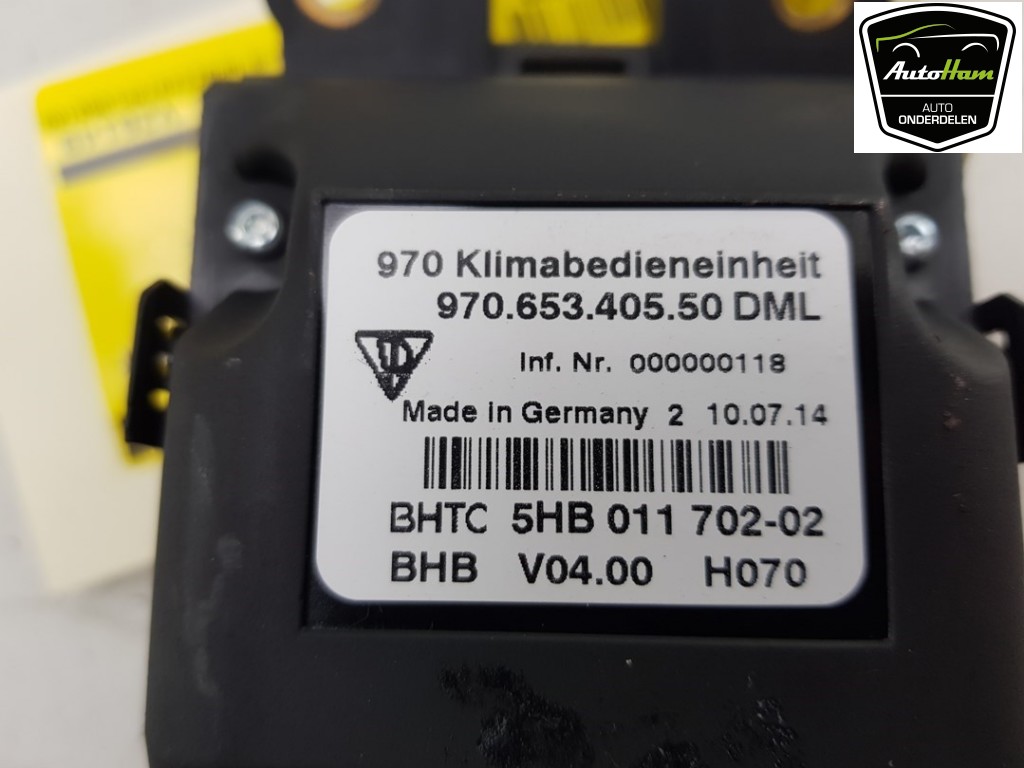 AutoHam
AUTO
ONDERDELEN
970 Klimabedieneinheit
970.653.405.50 DML
Inf. Nr. 000000118
Made in Germany 2 10.07.14
BHTC 5HB 011 702-02
BHB V04.00 H070